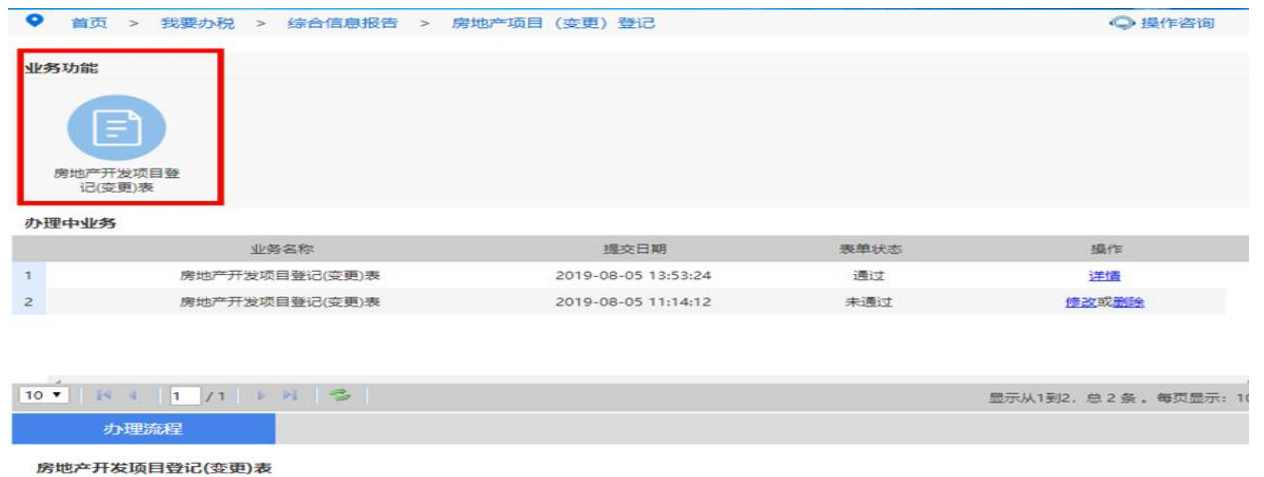 首页 > 我要办税 > 综合信息报告 > 房地产项目（变更）登记 操作咨询
业务功能
房地产开发项目登
记(变更)表
办理中业务
业务名称 提交日期 表单状态 操作
1 房地产开发项目登记(变更)表 2019-08-05 13:53:24 通过 详情
2 房地产开发项目登记(变更)表 2019-08-05 11:14:12 未通过 修改或删除
10 1 /1 显示从1到2, 总 2 条 。每页显示: 10
办理流程
房地产开发项目登记(变更)表